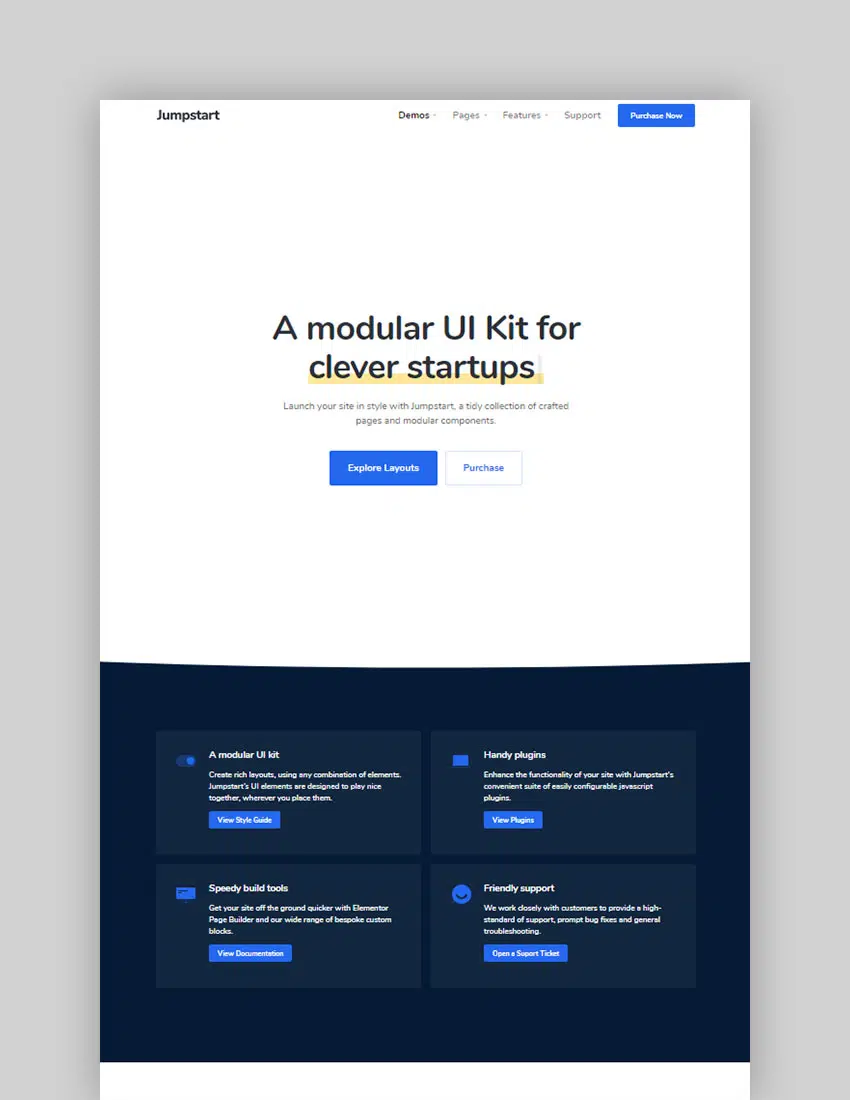 Jumpstart
Demos Pages Features Support Purchase Now
A modular UI Kit for
clever startups
Launch your site in style with Jumpstart, a tidy collection of crafted
pages and modular components.
Explore Layouts Purchase
A modular UI kit
Create rich layouts, using any combination of elements.
Jumpstart's UI elements are designed to play nice
together, wherever you place them.
View Style Guide
Handy plugins
Enhance the functionality of your site with Jumpstart's
convenient suite of easily configurable javascript
plugins.
View Plugins
Speedy build tools
Get your site off the ground quicker with Elementor
Page Builder and our wide range of bespoke custom
blocks.
View Documentation
Friendly support
We work closely with customers to provide a high-
standard of support, prompt bug fixes and general
troubleshooting.
Open a Suport Ticket